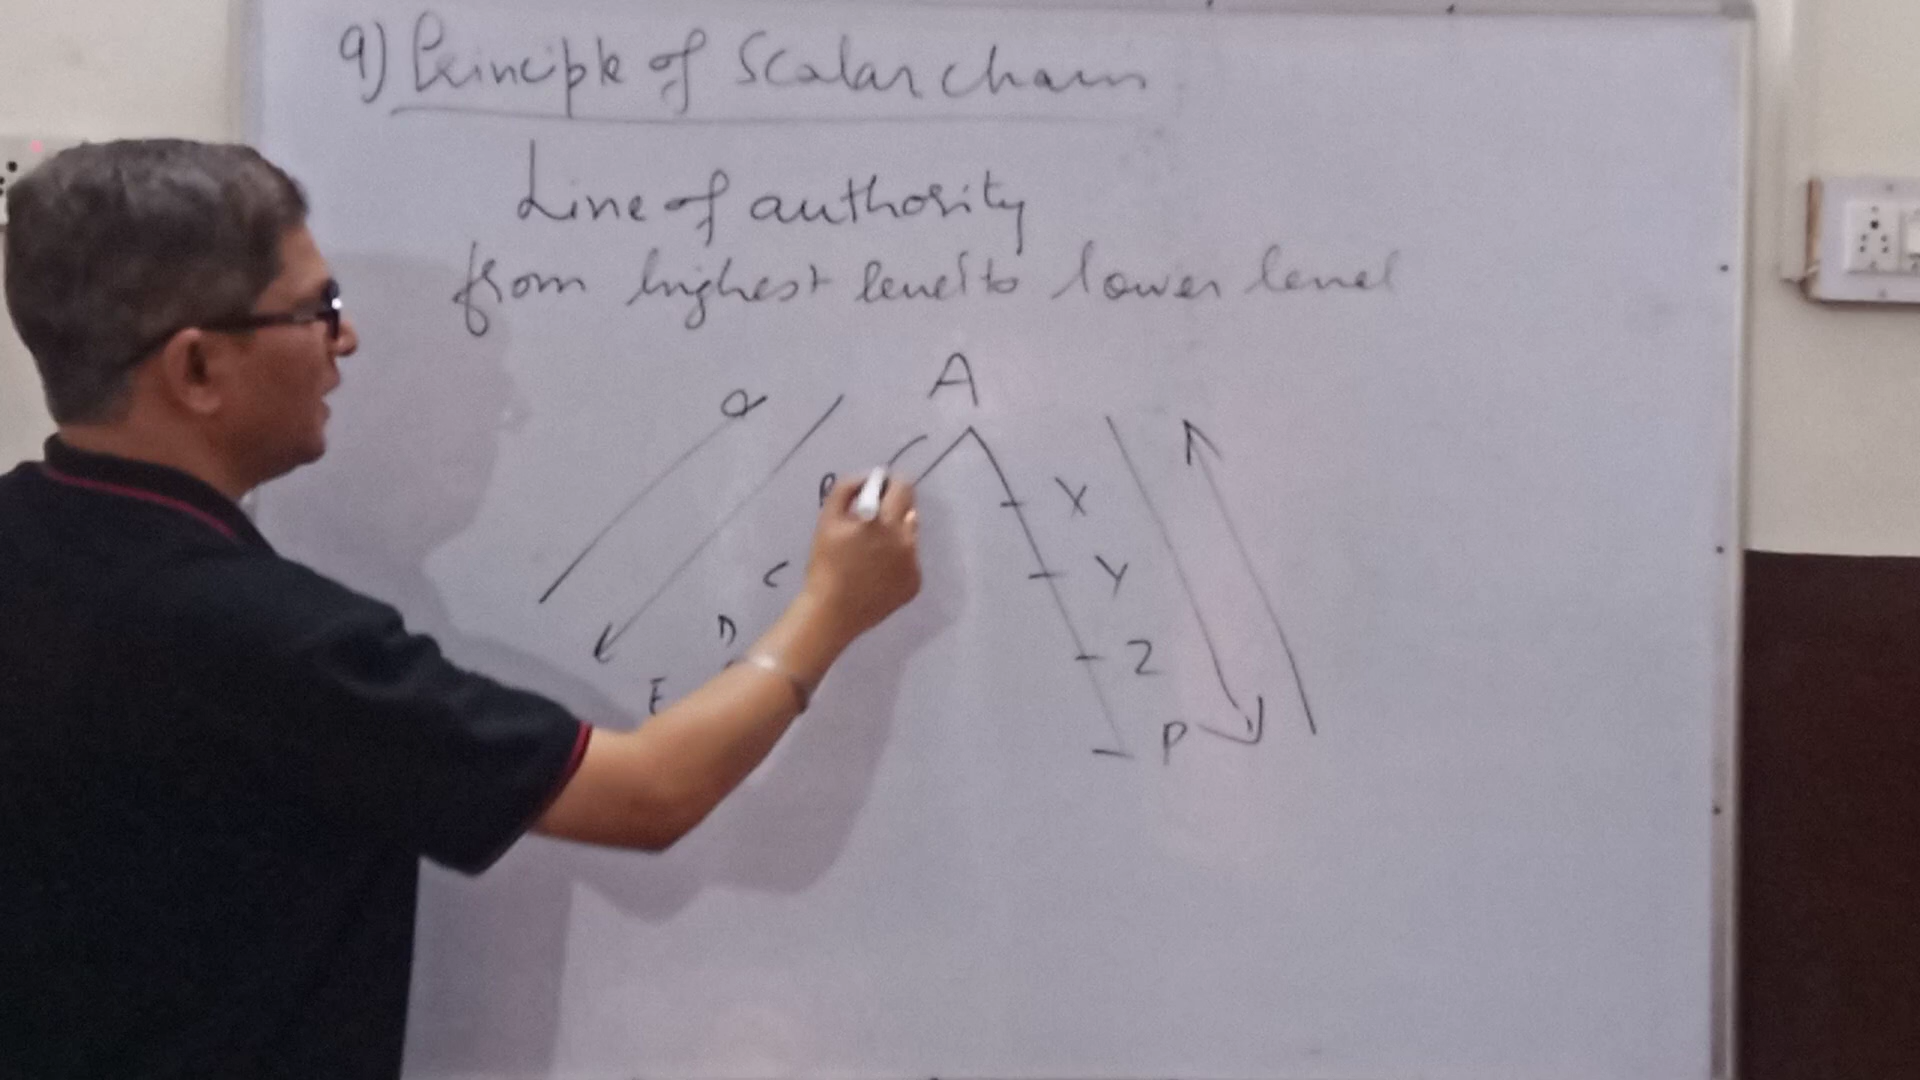 9) Principle of Scalar chain
Line of authority
from highest level to lower level
A
B X
C Y
D Z
E P